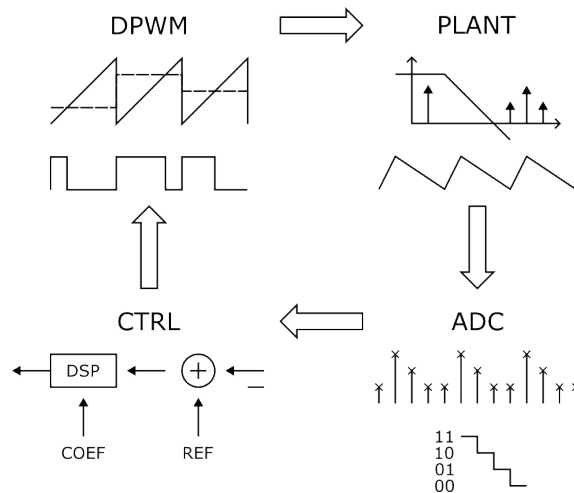 DPWM
PLANT
CTRL
ADC
DSP
COEF
REF
11
10
01
00